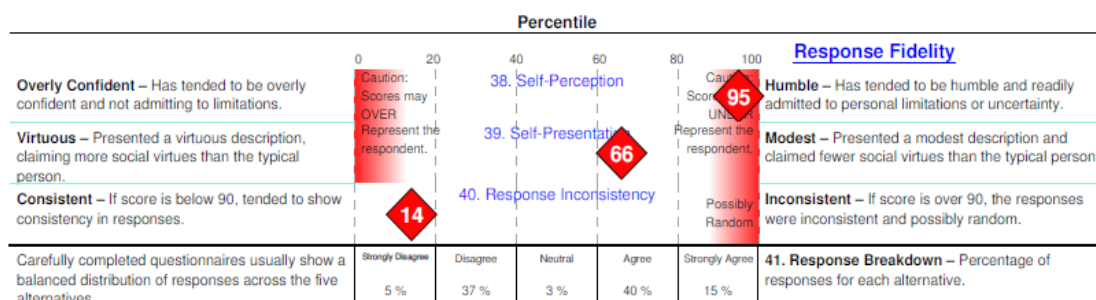 Percentile
0 20 40 60 80 100
Response Fidelity
Overly Confident – Has tended to be overly
confident and not admitting to limitations.
Caution:
Scores may
OVER
Represent the
respondent.
38. Self-Perception
95
UNDER
Represent the
respondent.
Humble – Has tended to be humble and readily
admitted to personal limitations or uncertainty.
Virtuous – Presented a virtuous description,
claiming more social virtues than the typical
person.
39. Self-Presentation
66
Modest – Presented a modest description and
claimed fewer social virtues than the typical person
Consistent – If score is below 90, tended to show
consistency in responses.
14
40. Response Inconsistency
Possibly
Random
Inconsistent – If score is over 90, the responses
were inconsistent and possibly random.
Carefully completed questionnaires usually show a
balanced distribution of responses across the five
alternatives
Strongly Disagree Disagree Neutral Agree Strongly Agree
5 % 37 % 3 % 40 % 15 %
41. Response Breakdown – Percentage of
responses for each alternative.